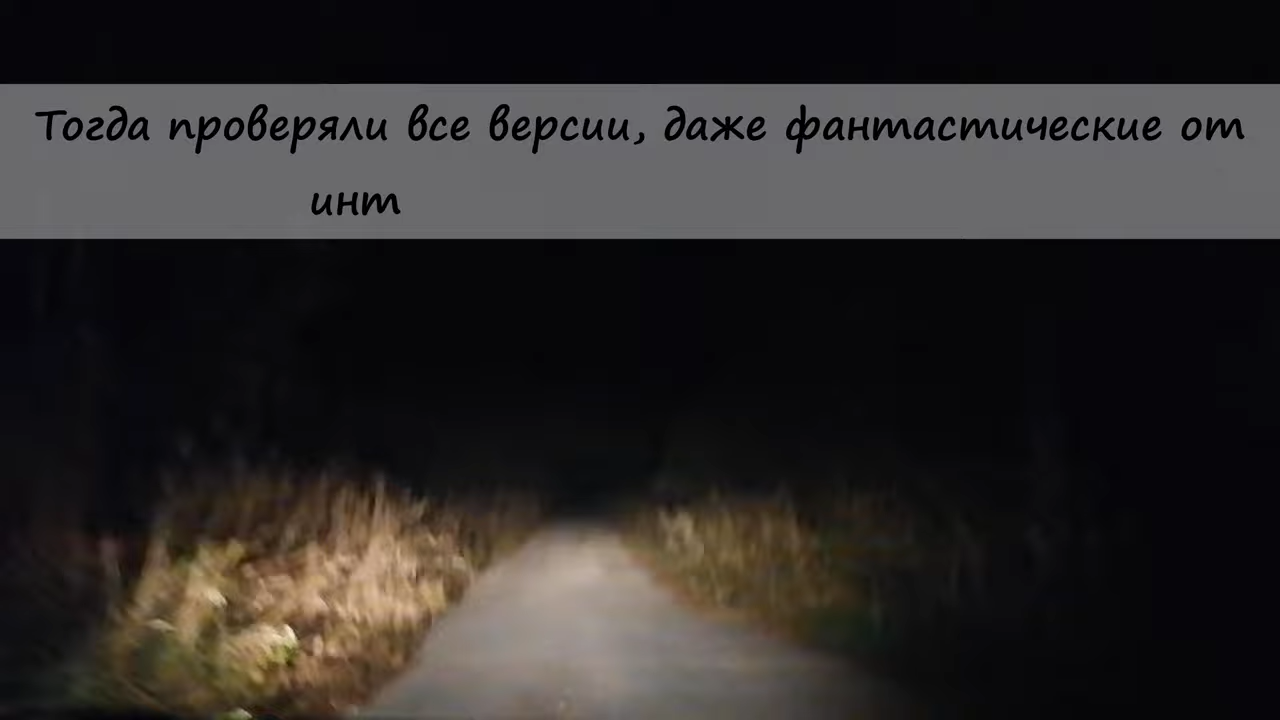 Тогда проверяли все версии, даже фантастические от
инт